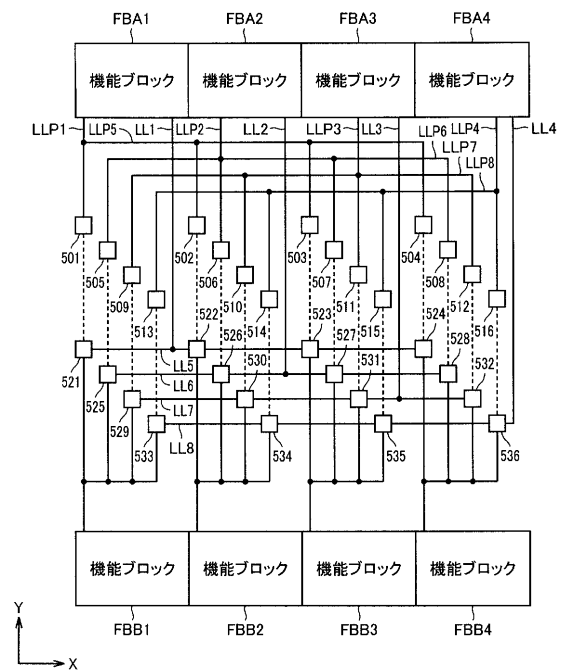 FBA1 FBA2 FBA3 FBA4
機能ブロック 機能ブロック 機能ブロック 機能ブロック
LLP1 LLP5 LL1 LLP2 LL2 LLP3 LL3 LLP6 LLP4 LL4
LLP7
LLP8
501 502 503 504
505 506 507 508
509 510 511 512
513 514 515 516
522 523 524
526 527 528
521 LL5 530 531 532
525 LL6
529 LL7
533 LL8 534 535 536
機能ブロック 機能ブロック 機能ブロック 機能ブロック
Y FBB1 FBB2 FBB3 FBB4
X